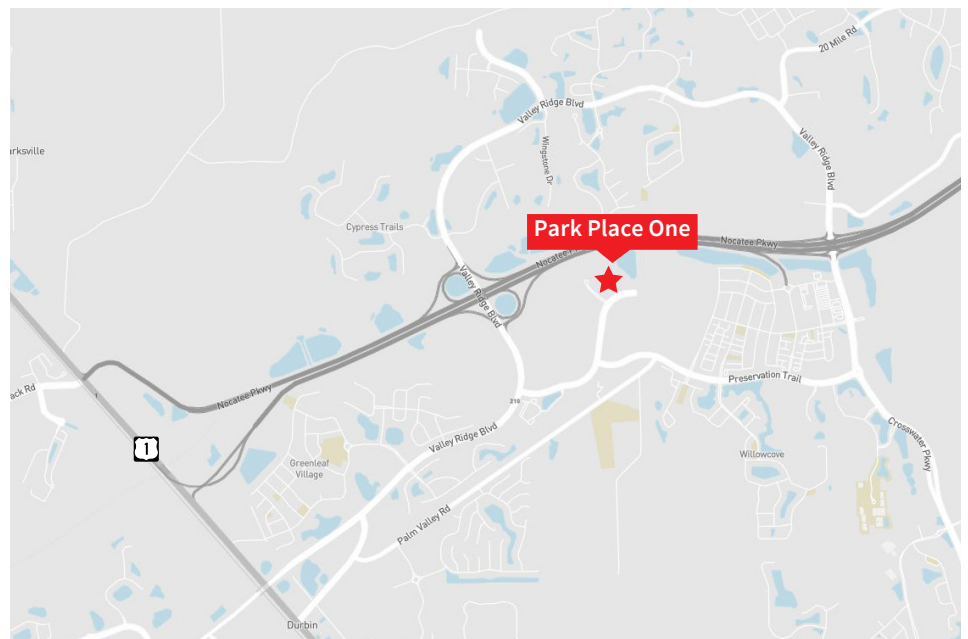 20 Mile Rd
Valley Ridge Blvd
Valley Ridge Blvd
Wingstone Dr
arksville
Cypress Trails
Park Place One
Nocatee Pkwy
Nocatee P
Valley Ridge Blvd
ack Rd
Nocatee Pkwy
Preservation Trail
210
Crosswater Pkwy
Valley Ridge Blvd
1
Greenleaf
Village
Willowcove
Palm Valley Rd
Durbin